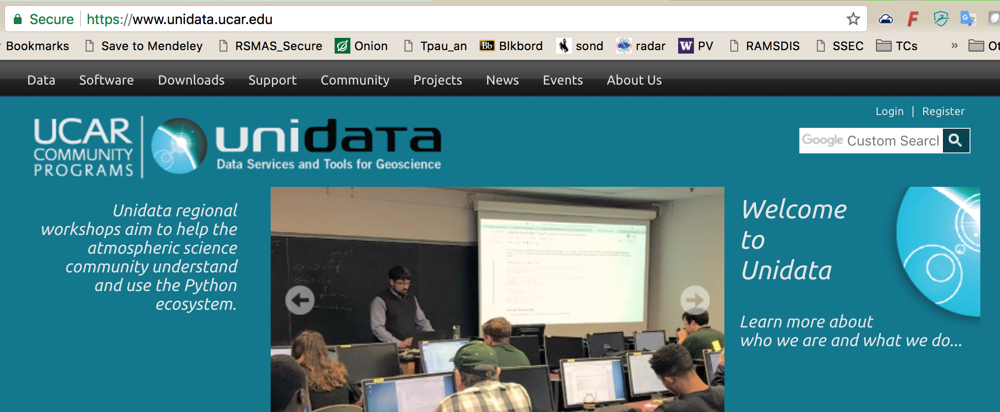 Secure https://www.unidata.ucar.edu
Bookmarks Save to Mendeley RSMAS_Secure Onion Tpau_an Bb Blkbord sond radar W PV RAMSDIS SSEC TCs » Ot
Data Software Downloads Support Community Projects News Events About Us
Login | Register
UCAR
COMMUNITY
PROGRAMS
unidata
Data Services and Tools for Geoscience
Google Custom Search
Unidata regional
workshops aim to help the
atmospheric science
community understand
and use the Python
ecosystem.
Welcome
to
Unidata
Learn more about
who we are and what we do...